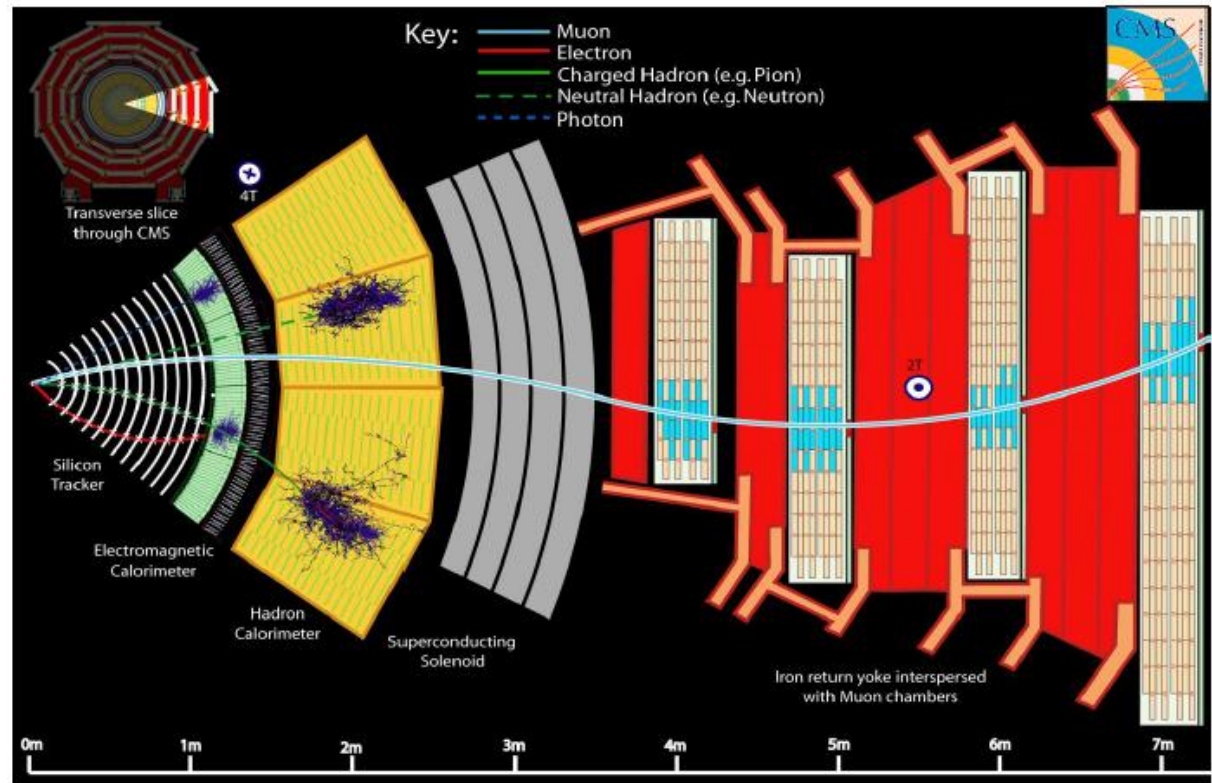 Key:
Muon
Electron
Charged Hadron (e.g. Pion)
Neutral Hadron (e.g. Neutron)
Photon
CMS
4T
Transverse slice
through CMS
2T
Silicon
Tracker
Electromagnetic
Calorimeter
Hadron
Calorimeter
Superconducting
Solenoid
Iron return yoke interspersed
with Muon chambers
0m 1m 2m 3m 4m 5m 6m 7m